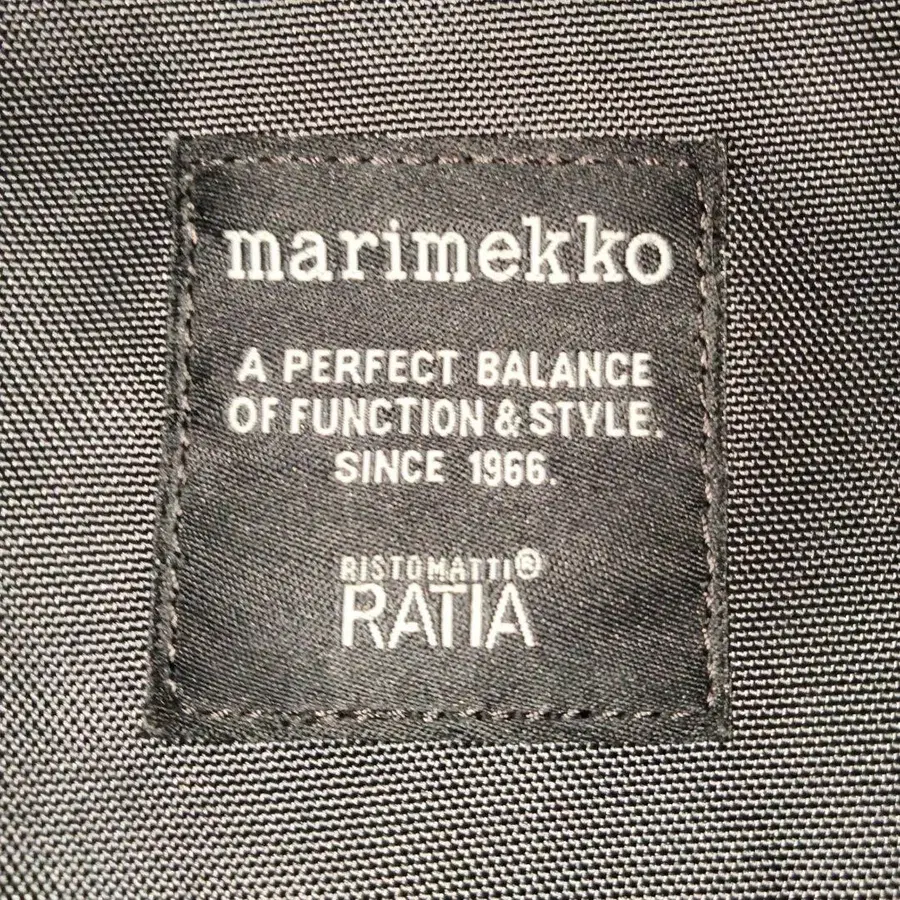 marimekko
A PERFECT BALANCE
OF FUNCTION & STYLE.
SINCE 1966.
RISTOMATTI®
RATIA